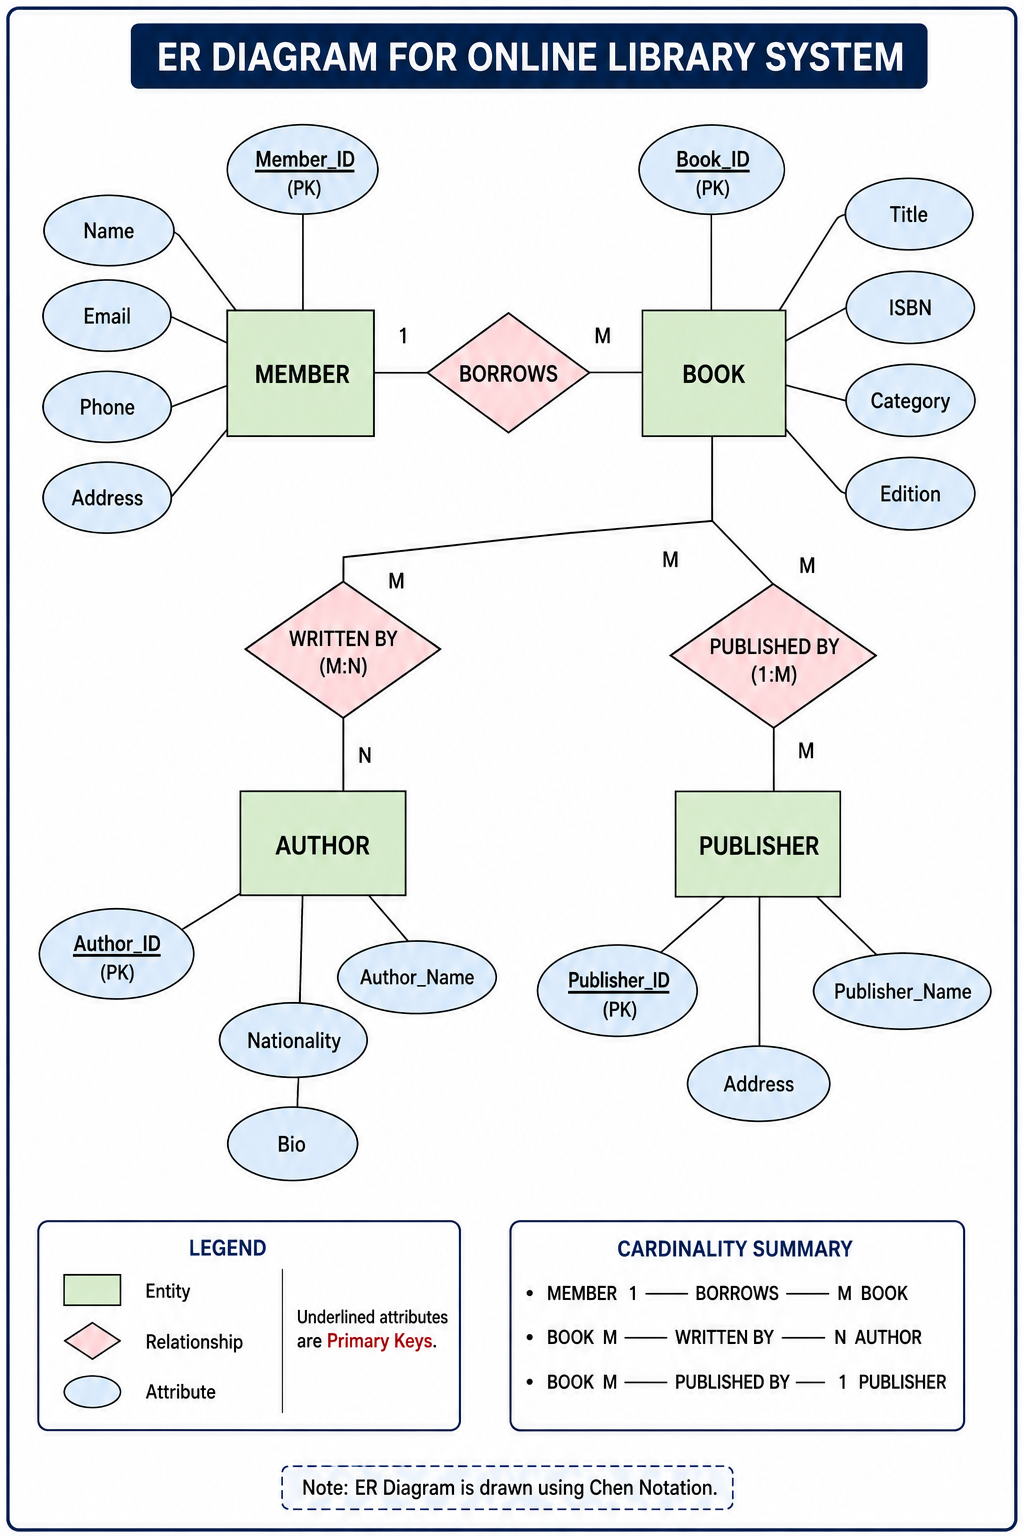 ER DIAGRAM FOR ONLINE LIBRARY SYSTEM
Member_ID
(PK)
Name
Email
Phone
Address
MEMBER
1
BORROWS
M
Book_ID
(PK)
BOOK
Title
ISBN
Category
Edition
M
M
M
WRITTEN BY
(M:N)
PUBLISHED BY
(1:M)
N
M
AUTHOR
PUBLISHER
Author_ID
(PK)
Author_Name
Nationality
Bio
Publisher_ID
(PK)
Publisher_Name
Address
LEGEND
Entity
Relationship
Attribute
Underlined attributes
are Primary Keys.
CARDINALITY SUMMARY
• MEMBER 1 —— BORROWS —— M BOOK
• BOOK M —— WRITTEN BY —— N AUTHOR
• BOOK M —— PUBLISHED BY — 1 PUBLISHER
Note: ER Diagram is drawn using Chen Notation.